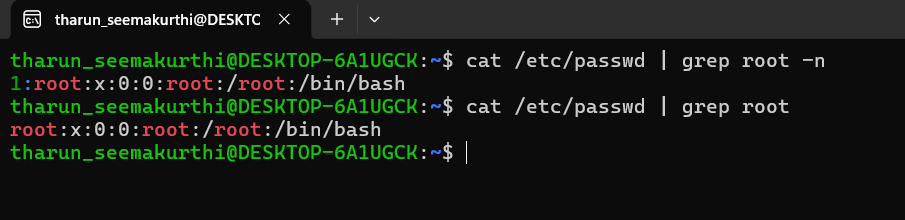 tharun_seemakurthi@DESKTC
tharun_seemakurthi@DESKTOP-6A1UGCK:~$ cat /etc/passwd | grep root -n
1:root:x:0:0:root:/root:/bin/bash
tharun_seemakurthi@DESKTOP-6A1UGCK:~$ cat /etc/passwd | grep root
root:x:0:0:root:/root:/bin/bash
tharun_seemakurthi@DESKTOP-6A1UGCK:~$